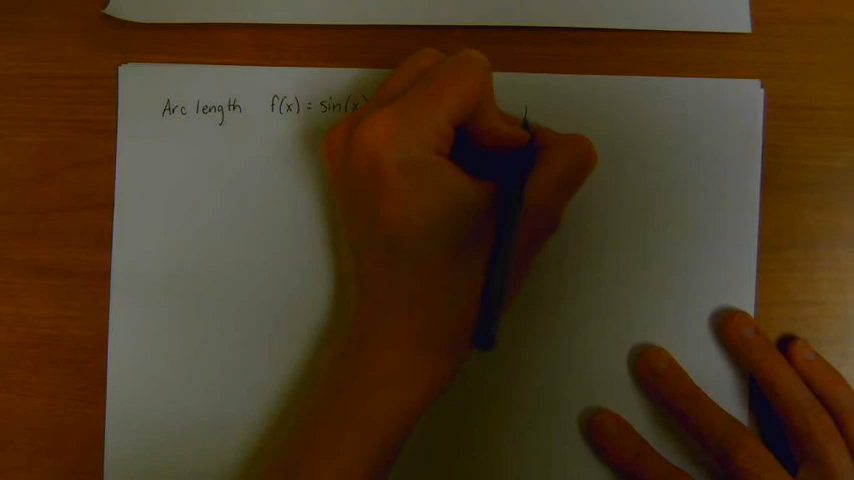 Arc length f(x) = sin(x)